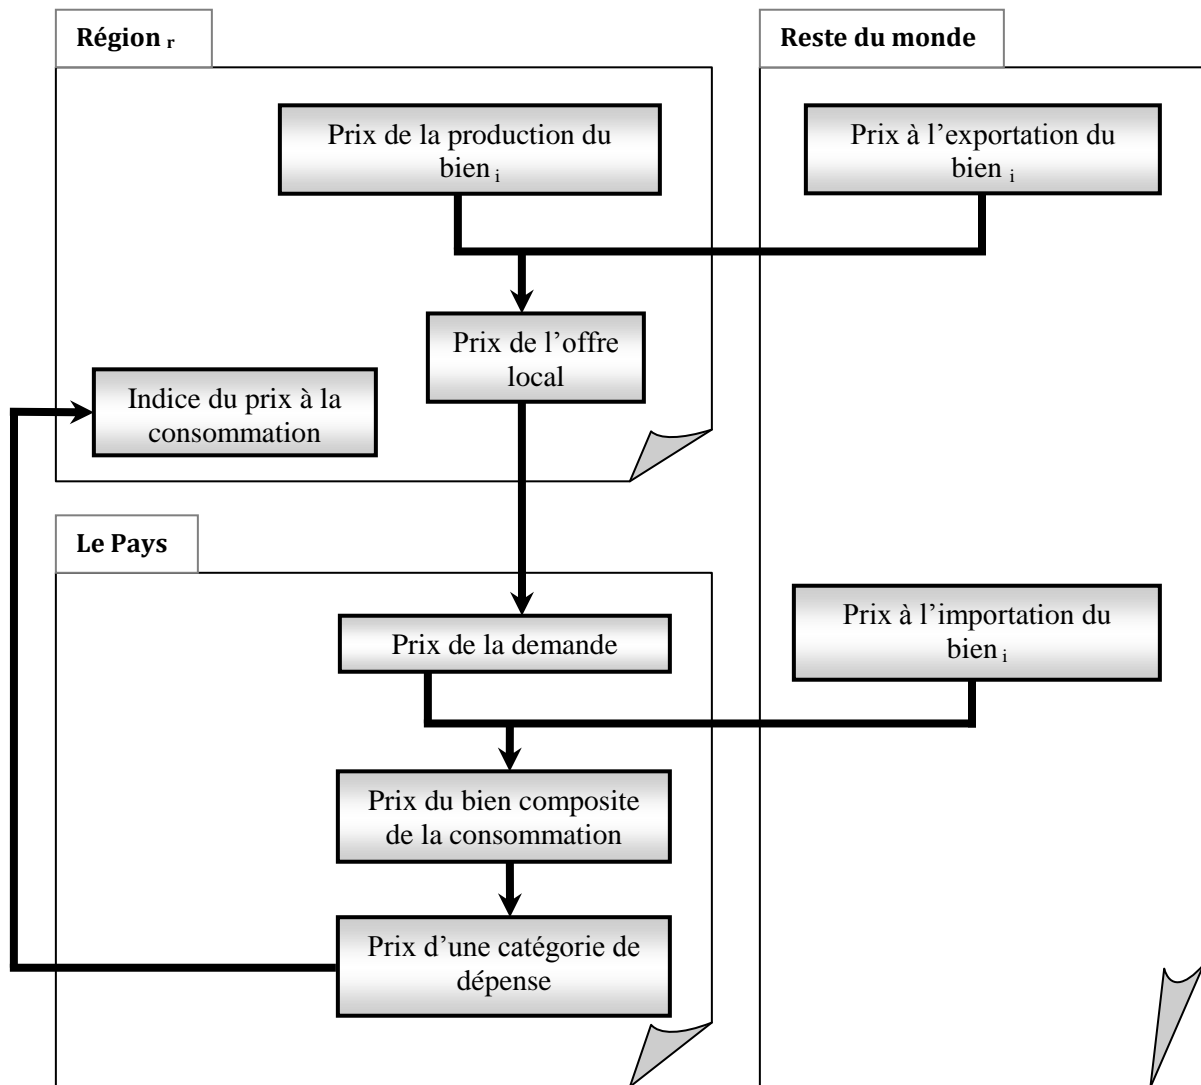 Région r
Reste du monde
Prix de la production du
bien i
Prix à l’exportation du
bien i
Prix de l’offre
local
Indice du prix à la
consommation
Le Pays
Prix de la demande
Prix à l’importation du
bien i
Prix du bien composite
de la consommation
Prix d’une catégorie de
dépense